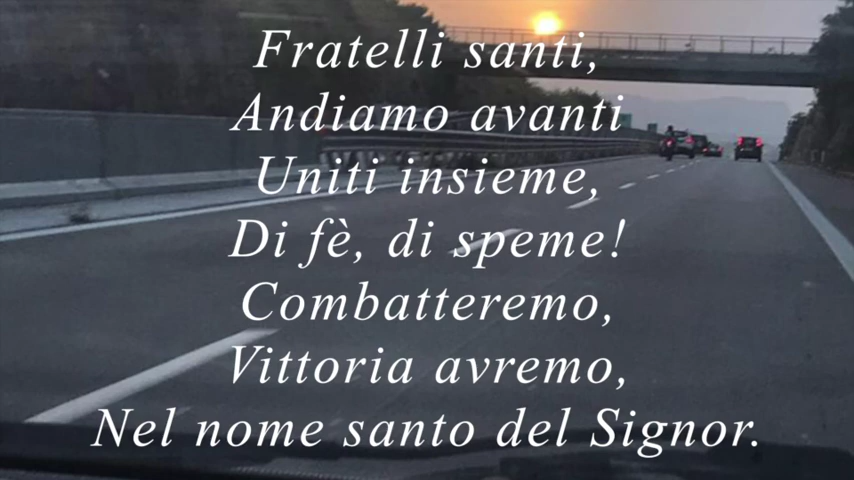 Fratelli santi,
Andiamo avanti
Uniti insieme,
Di fè, di speme!
Combatteremo,
Vittoria avremo,
Nel nome santo del Signor.